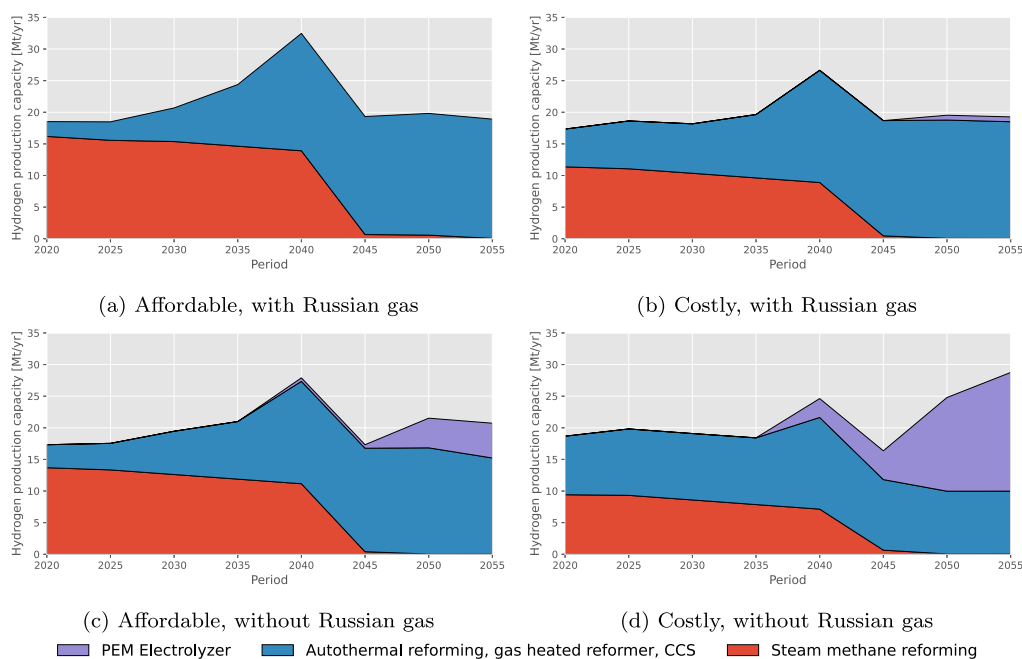 Hydrogen production capacity [Mt/yr]
35
30
25
20
15
10
5
0
2020 2025 2030 2035 2040 2045 2050 2055
Period
(a) Affordable, with Russian gas
Hydrogen production capacity [Mt/yr]
35
30
25
20
15
10
5
0
2020 2025 2030 2035 2040 2045 2050 2055
Period
(b) Costly, with Russian gas
Hydrogen production capacity [Mt/yr]
35
30
25
20
15
10
5
0
2020 2025 2030 2035 2040 2045 2050 2055
Period
(c) Affordable, without Russian gas
Hydrogen production capacity [Mt/yr]
35
30
25
20
15
10
5
0
2020 2025 2030 2035 2040 2045 2050 2055
Period
(d) Costly, without Russian gas
PEM Electrolyzer Autothermal reforming, gas heated reformer, CCS Steam methane reforming